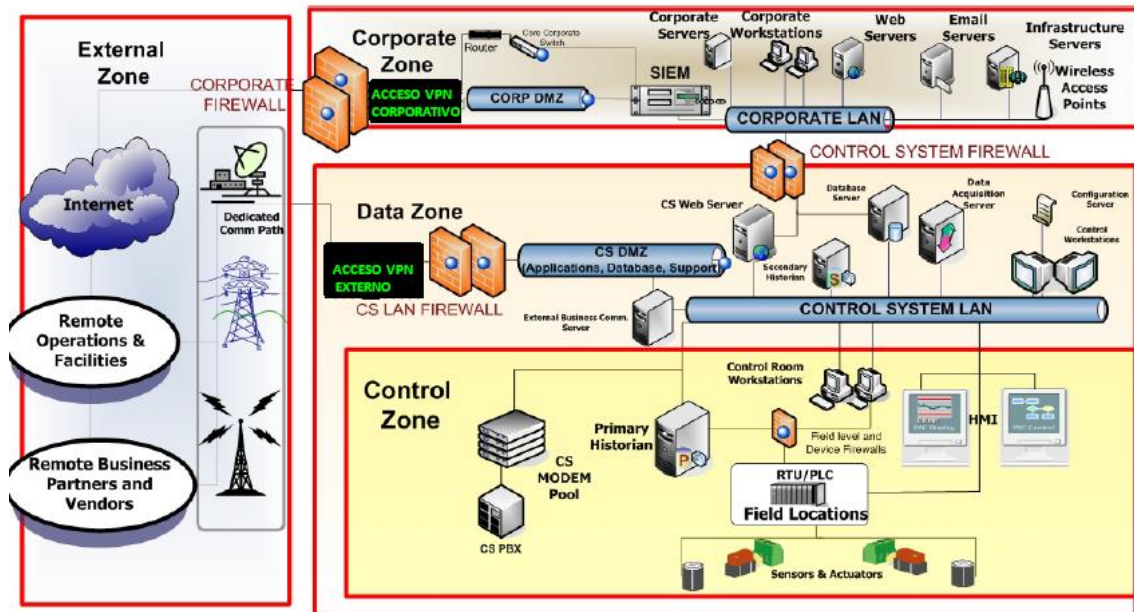 External
Zone
CORPORATE
FIREWALL
Internet
Dedicated
Comm Path
Remote
Operations &
Facilities
Remote Business
Partners and
Vendors
Corporate
Zone
Router
Core Corporate
Switch
ACCESO VPN
CORPORATIVO
CORP DMZ
SIEM
Corporate
Servers
Corporate
Workstations
Web
Servers
Email
Servers
Infrastructure
Servers
Wireless
Access
Points
CORPORATE LAN
CONTROL SYSTEM FIREWALL
Data Zone
ACCESO VPN
EXTERNO
CS LAN FIREWALL
CS DMZ
(Applications, Database, Support)
CS Web Server
Database
Server
Data
Acquisition
Server
Configuration
Server
Control
Workstations
Secondary
Historian
S
External Business Comm.
Server
CONTROL SYSTEM LAN
Control
Zone
CS
MODEM
Pool
CS PBX
Primary
Historian
P
Control Room
Workstations
Field level and
Device Firewalls
HMI
RTU/PLC
Field Locations
Sensors & Actuators